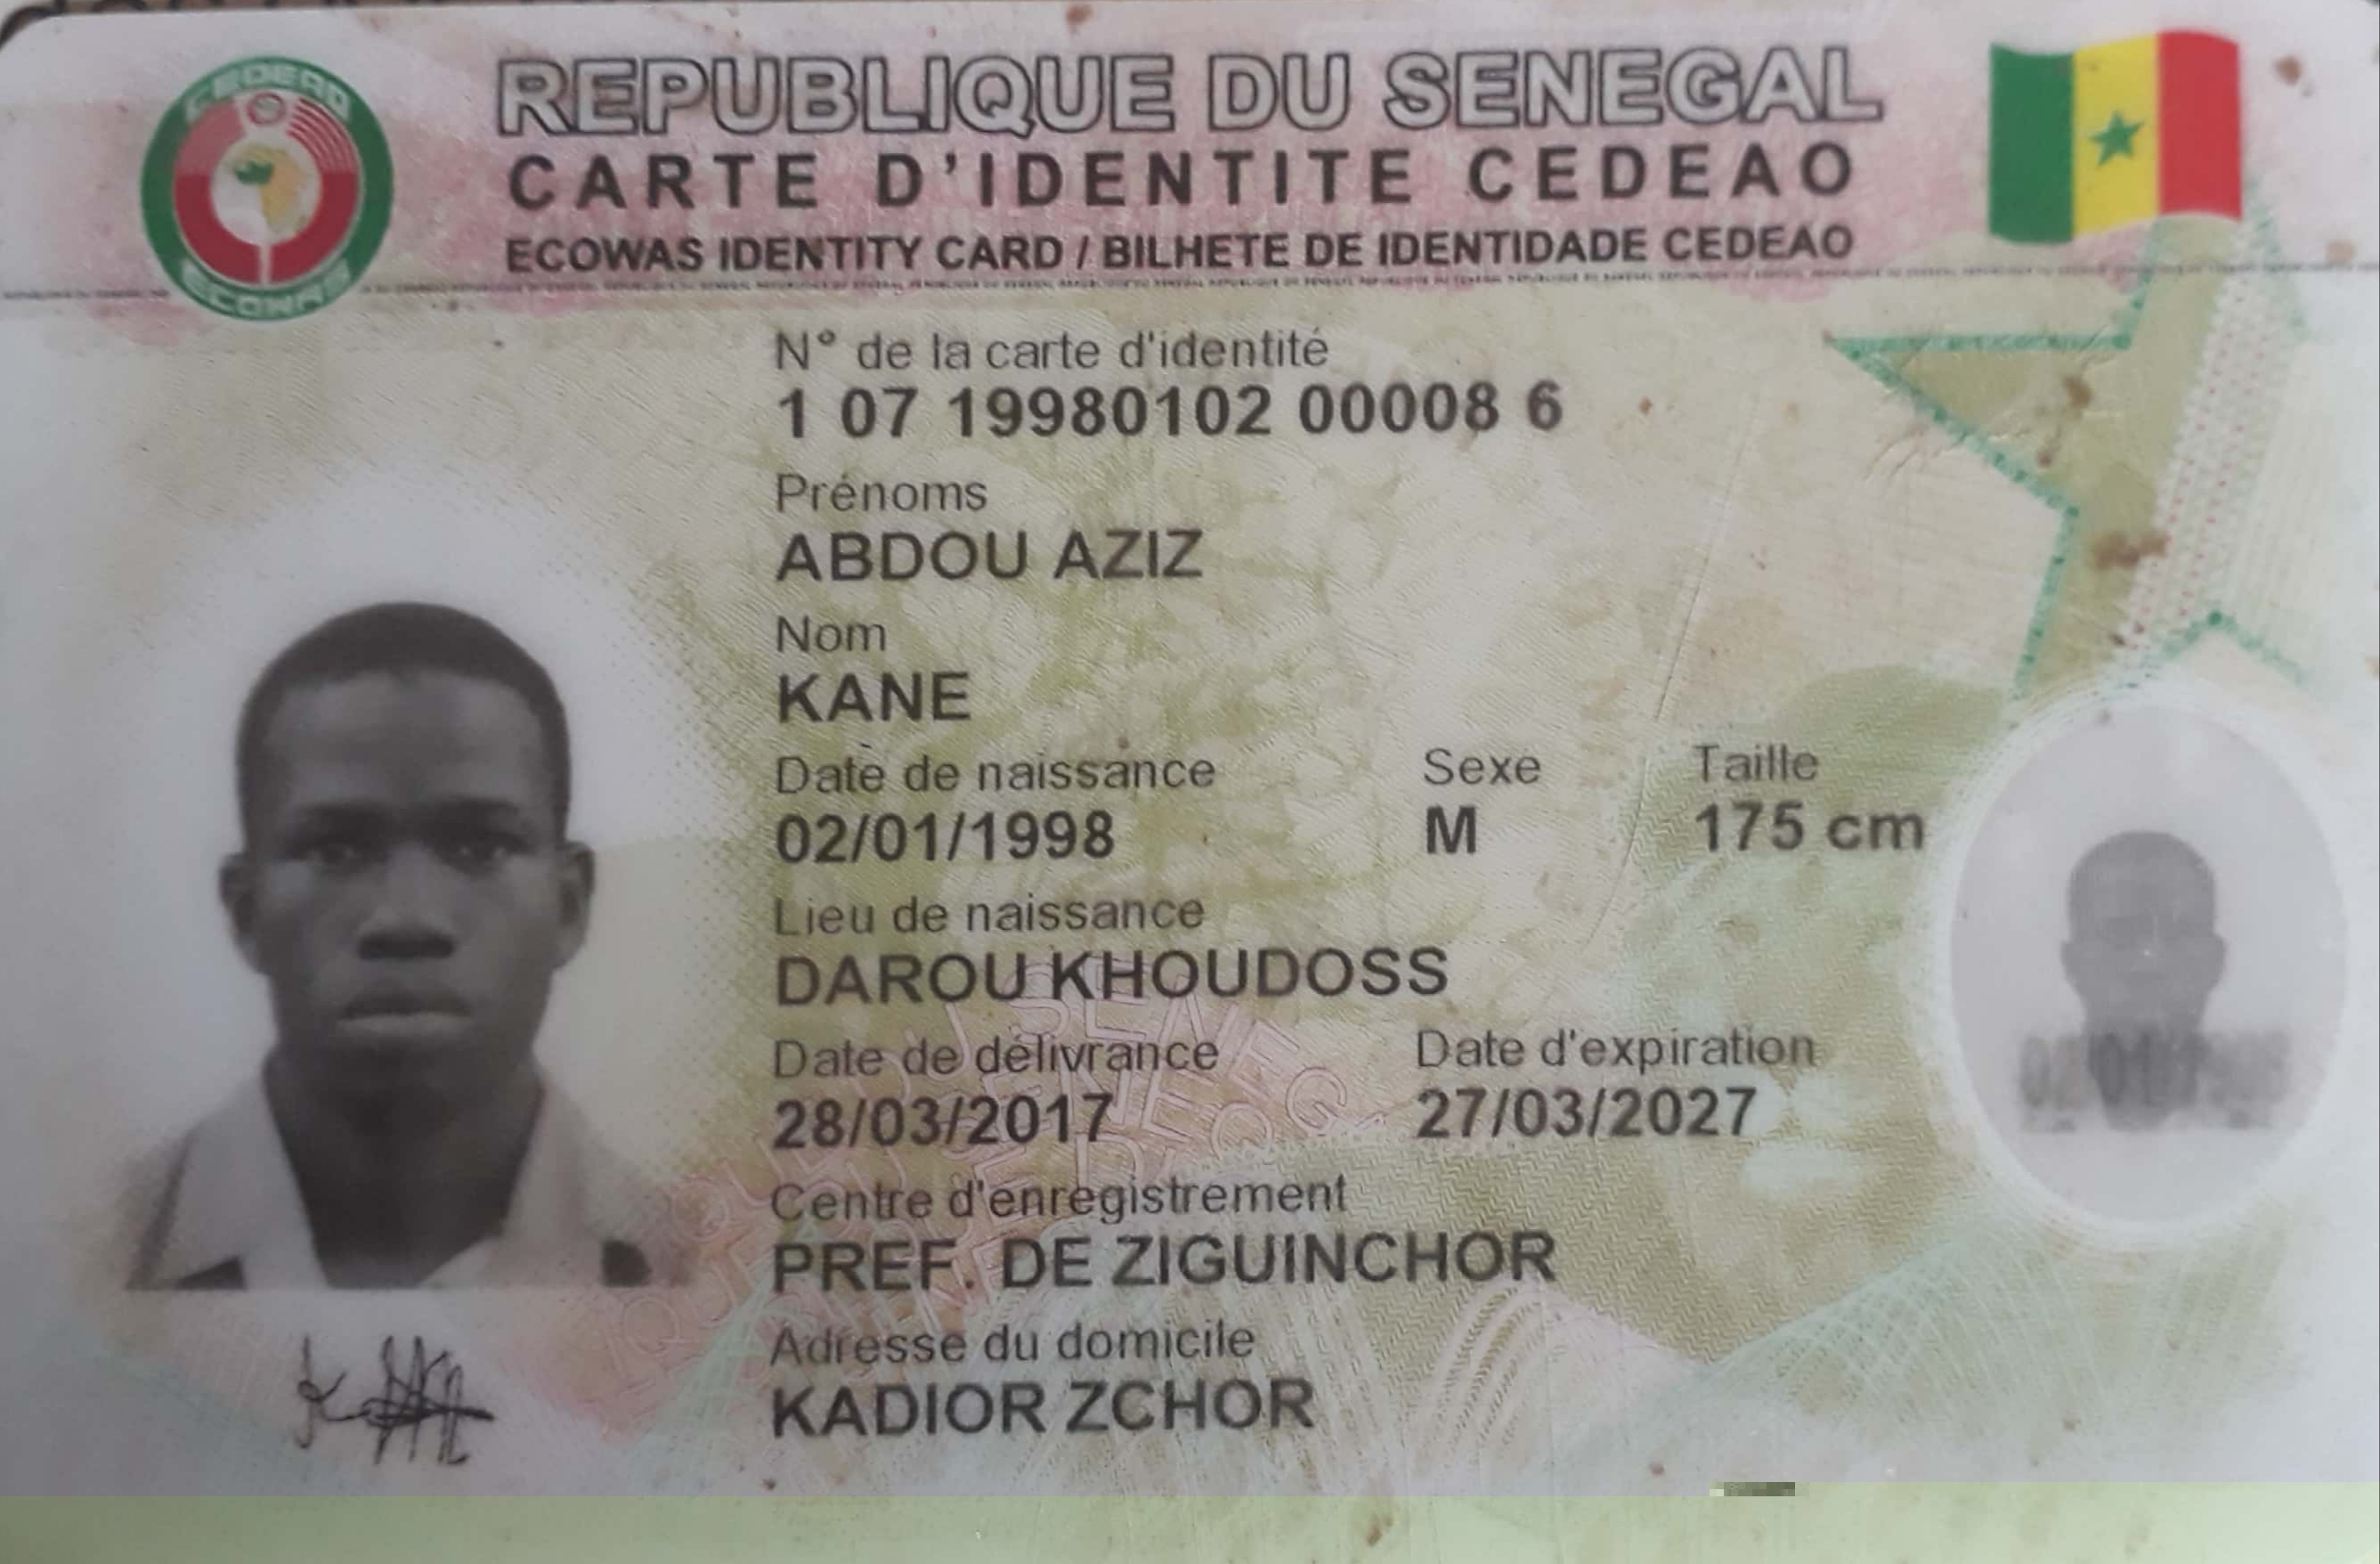 CEDEAO
ECOWAS
REPUBLIQUE DU SENEGAL
CARTE D'IDENTITE CEDEAO
ECOWAS IDENTITY CARD / BILHETE DE IDENTIDADE CEDEAO
N° de la carte d'identité
1 07 19980102 00008 6
Prénoms
ABDOU AZIZ
Nom
KANE
Date de naissance Sexe Taille
02/01/1998 M 175 cm
Lieu de naissance
DAROU KHOUDOSS
Date de délivrance Date d'expiration
28/03/2017 27/03/2027
Centre d'enregistrement
PREF. DE ZIGUINCHOR
Adresse du domicile
KADIOR ZCHOR